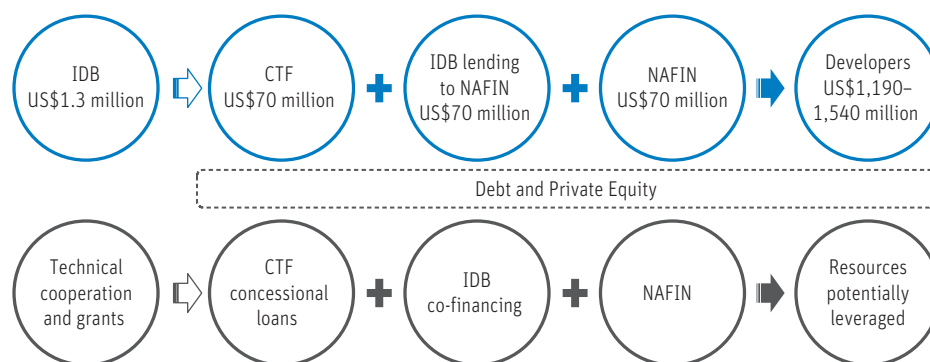 IDB
US$1.3 million
CTF
US$70 million
IDB lending
to NAFIN
US$70 million
NAFIN
US$70 million
Developers
US$1,190–
1,540 million
Debt and Private Equity
Technical
cooperation
and grants
CTF
concessional
loans
IDB
co-financing
NAFIN
Resources
potentially
leveraged